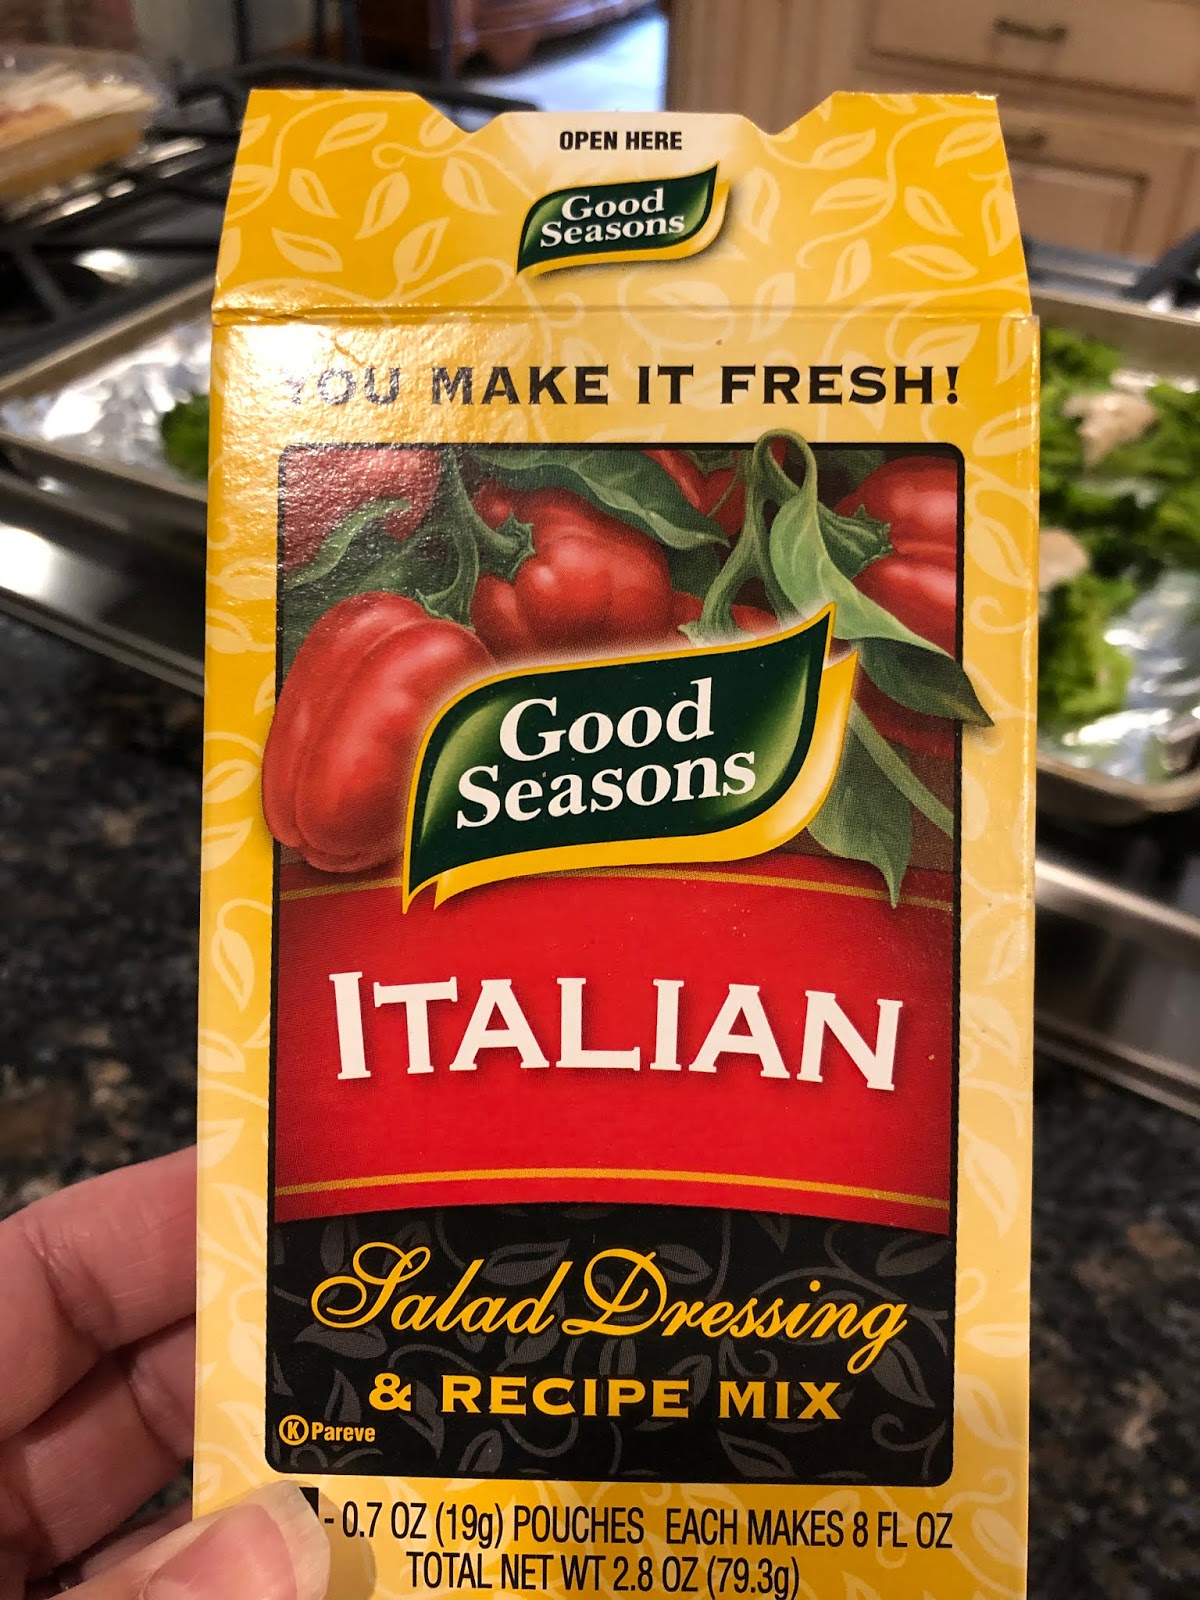 OPEN HERE
Good
Seasons
YOU MAKE IT FRESH!
Good
Seasons
ITALIAN
Salad Dressing
& RECIPE MIX
K Pareve
- 0.7 OZ (19g) POUCHES EACH MAKES 8 FL OZ
TOTAL NET WT 2.8 OZ (79.3g)